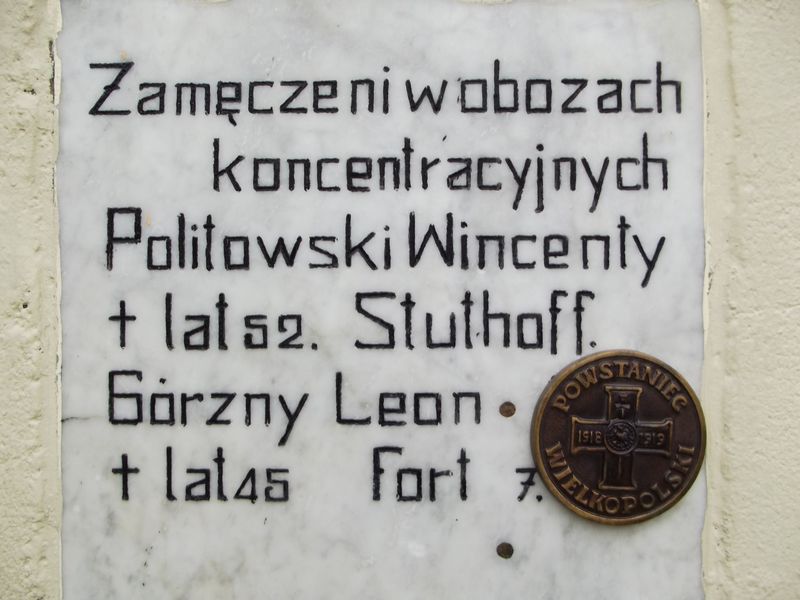 Zamęczeni w obozach
koncentracyjnych
Politowski Wincenty
† lat 52. Stuthoff.
Górzny Leon
† lat 45 Fort 7.
POWSTANIEC
1918 1919
WIELKOPOLSKI